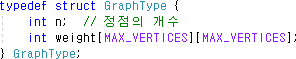 typedef struct GraphType {
    int n;  // 정점의 개수
    int weight[MAX_VERTICES][MAX_VERTICES];
} GraphType;